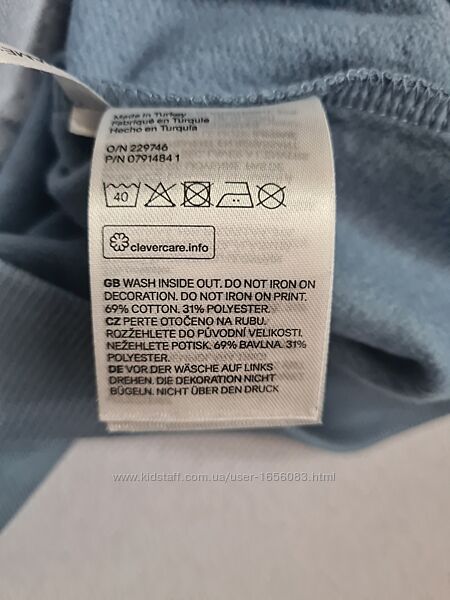 Made in Turkey
Fabriqué en Turquie
Hecho en Turquía
O/N 229746
P/N 0791484 1
40
clevercare.info
GB WASH INSIDE OUT. DO NOT IRON ON
DECORATION. DO NOT IRON ON PRINT.
69% COTTON. 31% POLYESTER.
CZ PERTE OTOČENO NA RUBU.
ROZŽEHLETE DO PŮVODNÍ VELIKOSTI.
NEŽEHLETE POTISK. 69% BAVLNA. 31%
POLYESTER.
DE VOR DER WÄSCHE AUF LINKS
DREHEN. DIE DEKORATION NICHT
BÜGELN. NICHT ÜBER DEN DRUCK
www.kidstaff.com.ua/user-1656083.html